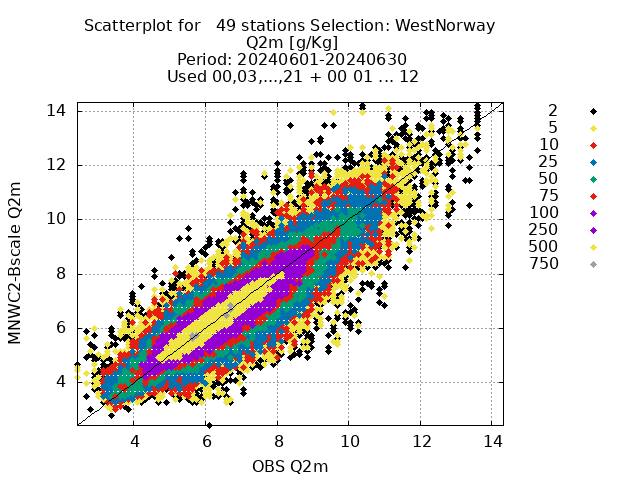 Scatterplot for   49 stations Selection: WestNorway
Q2m [g/Kg]
Period: 20240601-20240630
Used 00,03,...,21 + 00 01 ... 12
MNWC2-Bscale Q2m
14
12
10
8
6
4
4 6 8 10 12 14
OBS Q2m
2
5
10
25
50
75
100
250
500
750